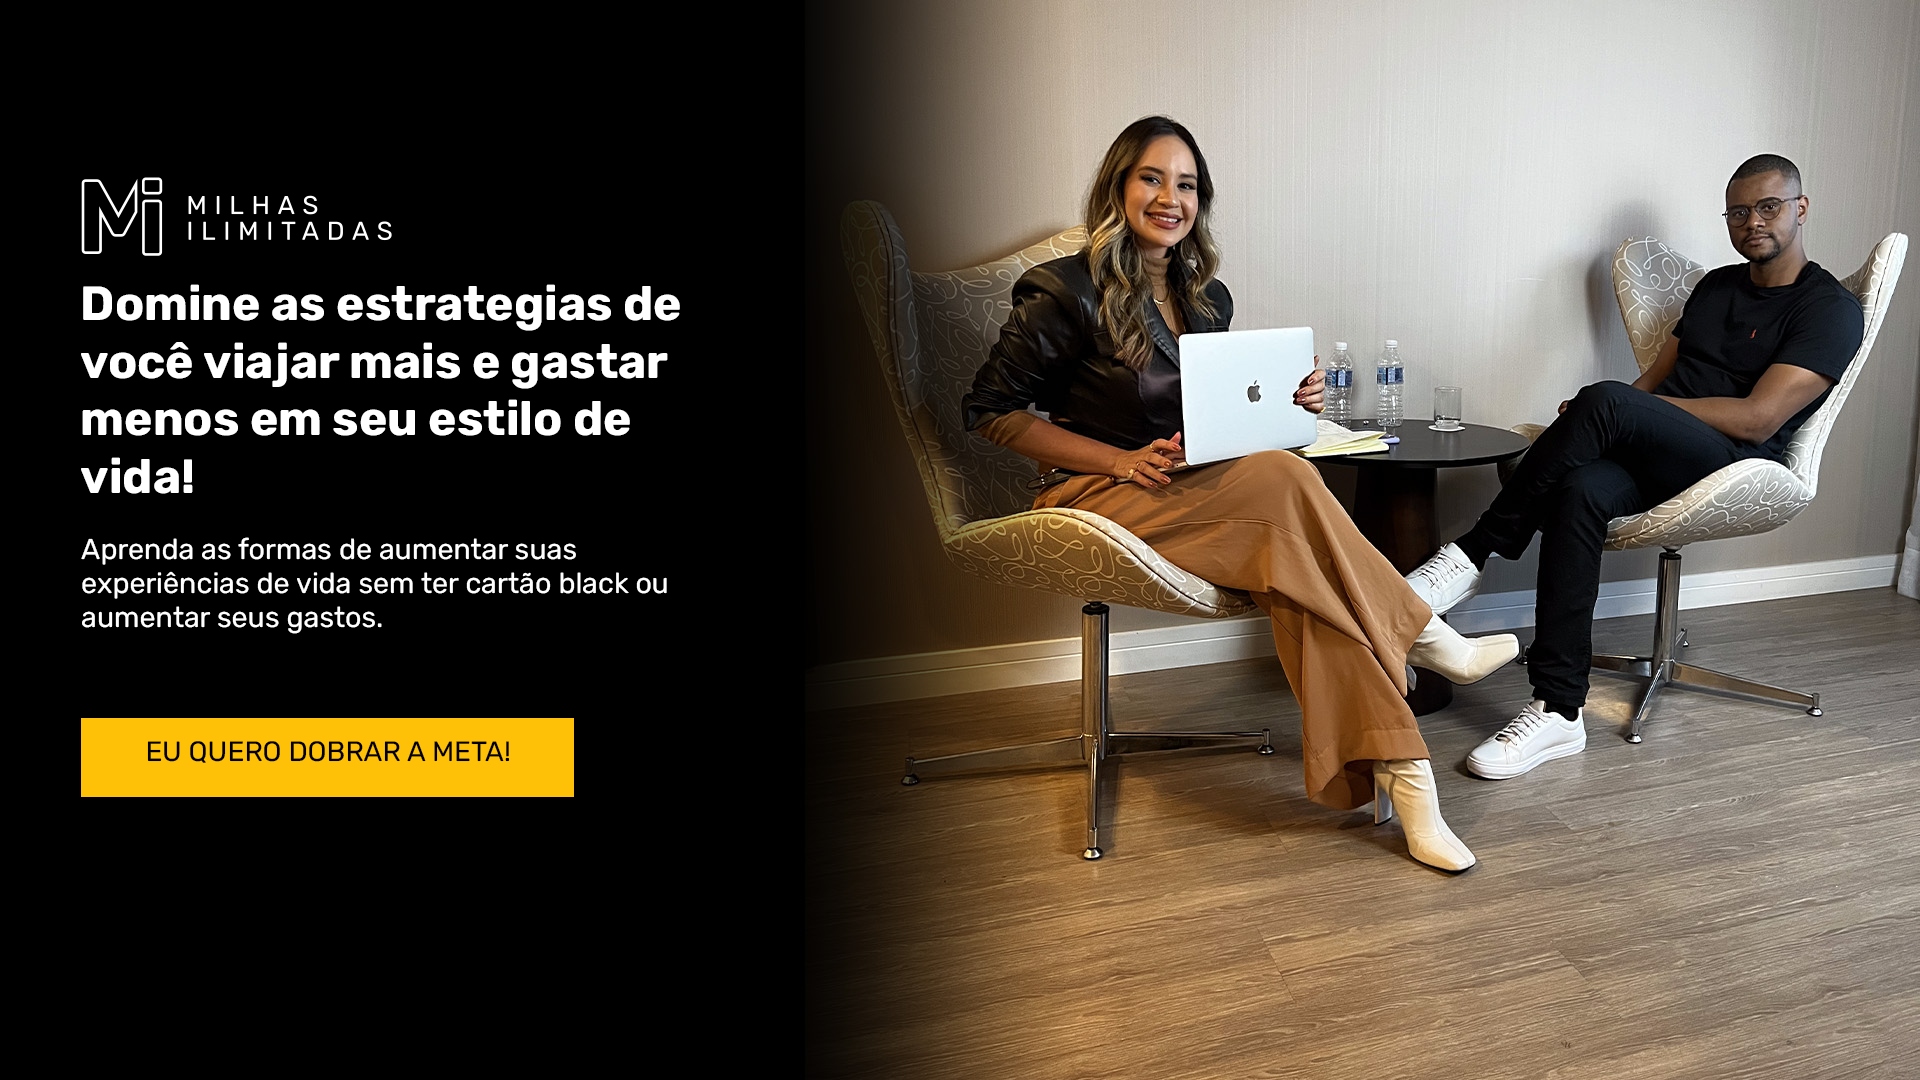 Mi
MILHAS
ILIMITADAS
Domine as estrategias de
você viajar mais e gastar
menos em seu estilo de
vida!
Aprenda as formas de aumentar suas
experiências de vida sem ter cartão black ou
aumentar seus gastos.
EU QUERO DOBRAR A META!